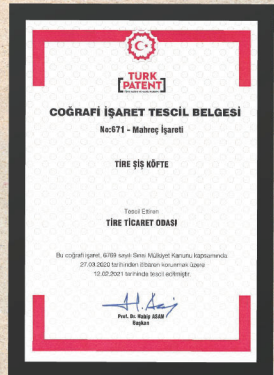 TÜRK
PATENT
COĞRAFİ İŞARET TESCİL BELGESİ
No:671 - Mahreç İşareti
TİRE ŞİŞ KÖFTE
Tescil Ettiren
TİRE TİCARET ODASI
Bu coğrafi işaret, 6769 sayılı Sınai Mülkiyet Kanunu kapsamında
27.03.2020 tarihinden itibaren korunmak üzere
12.02.2021 tarihinde tescil edilmiştir.
Prof. Dr. Habip ASAN
Başkan